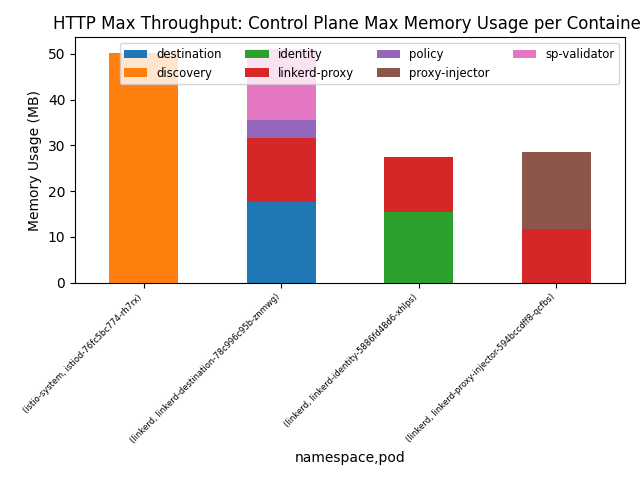 HTTP Max Throughput: Control Plane Max Memory Usage per Containe
destination
identity
policy
sp-validator
discovery
linkerd-proxy
proxy-injector
Memory Usage (MB)
50
40
30
20
10
0
(istio-system, istiod-76fc5bc774-rh7rx)
(linkerd, linkerd-destination-78c996c95b-znmwg)
(linkerd, linkerd-identity-5886fd48d6-xhlps)
(linkerd, linkerd-proxy-injector-594bccdff8-qcfbs)
namespace,pod